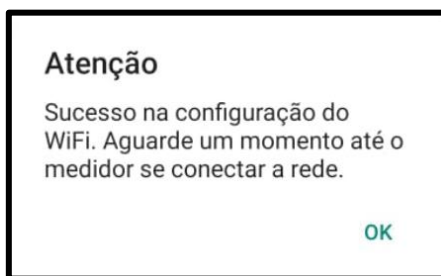 Atenção
Sucesso na configuração do
WiFi. Aguarde um momento até o
medidor se conectar a rede.
OK